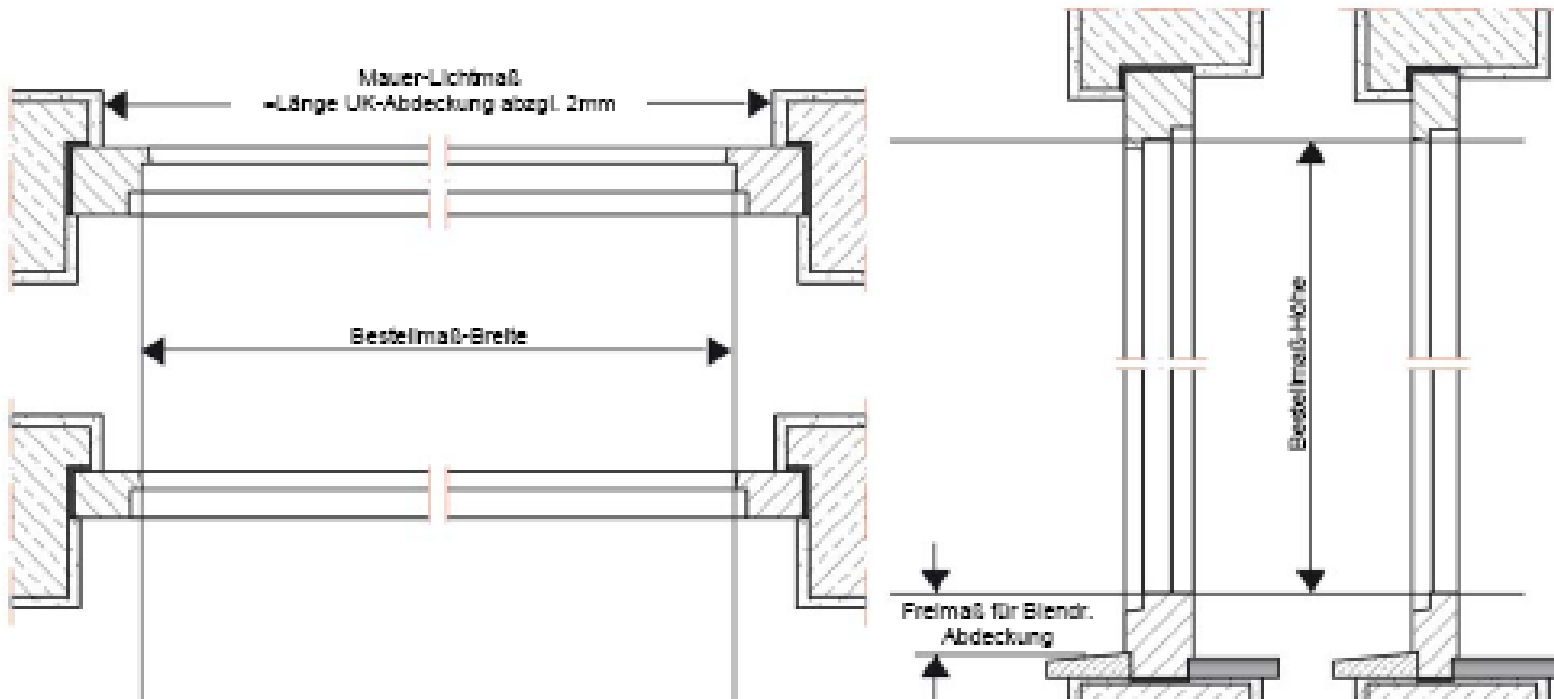 Mauer-Lichtmaß
=Länge UK-Abdeckung abzgl. 2mm
Bestellmaß-Breite
Bestellmaß-Höhe
Freimaß für Blendr.
Abdeckung